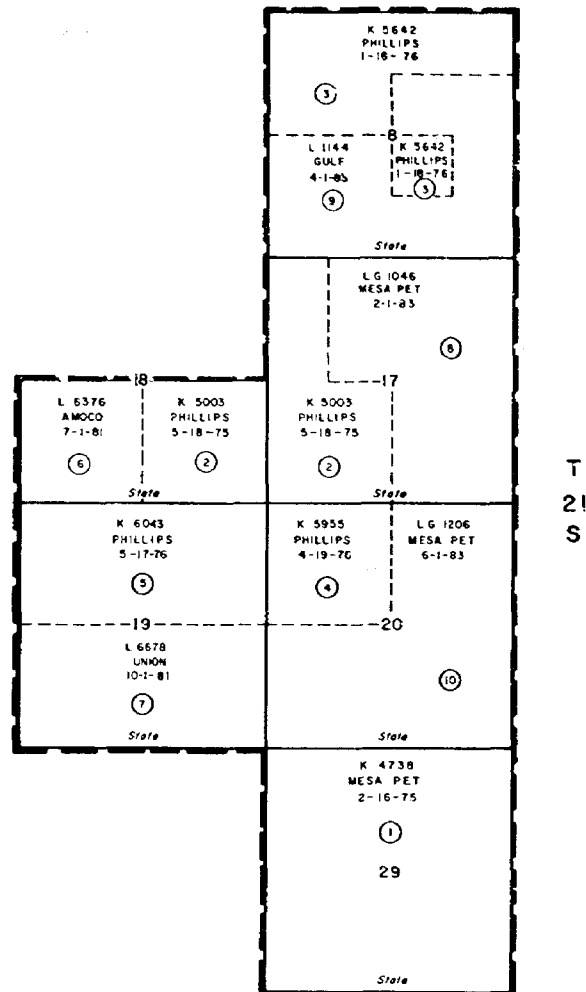 K 5642
PHILLIPS
1-18-76
3
8
L 1144
GULF
4-1-85
9
K 5642
PHILLIPS
1-18-76
3
State
LG 1046
MESA PET
2-1-83
8
18
17
L 6376
AMOCO
7-1-81
6
K 5003
PHILLIPS
5-18-75
2
K 5003
PHILLIPS
5-18-75
2
State
State
T
21
S
K 6043
PHILLIPS
5-17-76
5
K 5955
PHILLIPS
4-19-76
4
LG 1206
MESA PET
6-1-83
19
20
L 6678
UNION
10-1-81
7
10
State
State
K 4738
MESA PET
2-16-75
1
29
State